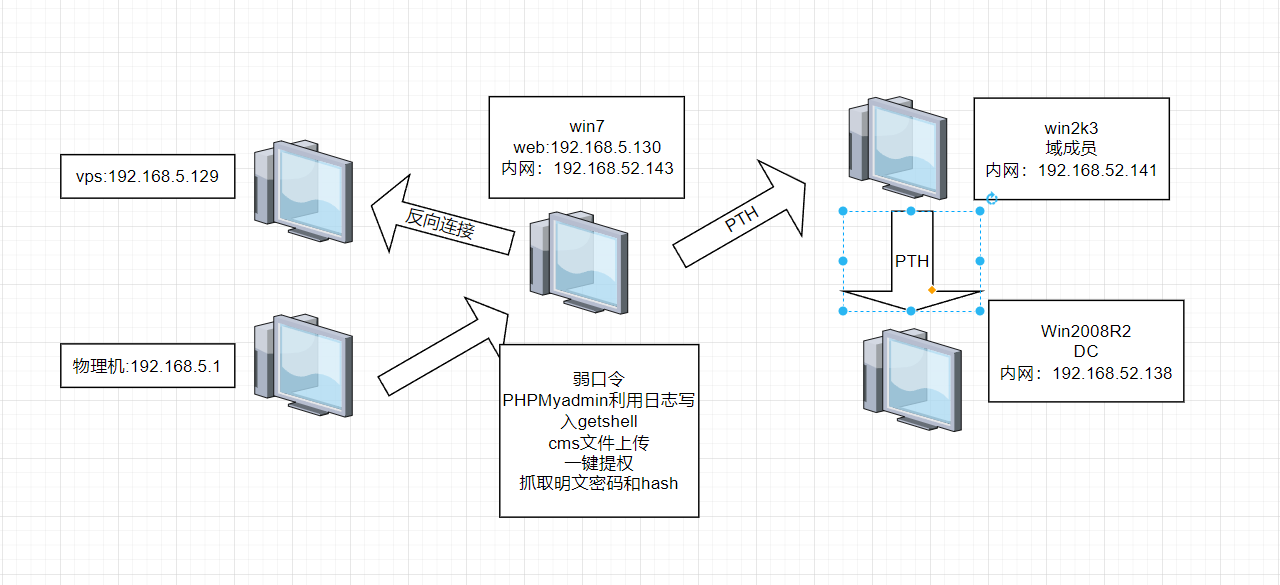 vps:192.168.5.129
反向连接
win7
web:192.168.5.130
内网：192.168.52.143
PTH
win2k3
域成员
内网：192.168.52.141
PTH
物理机:192.168.5.1
弱口令
PHPMyadmin利用日志写
入getshell
cms文件上传
一键提权
抓取明文密码和hash
Win2008R2
DC
内网：192.168.52.138